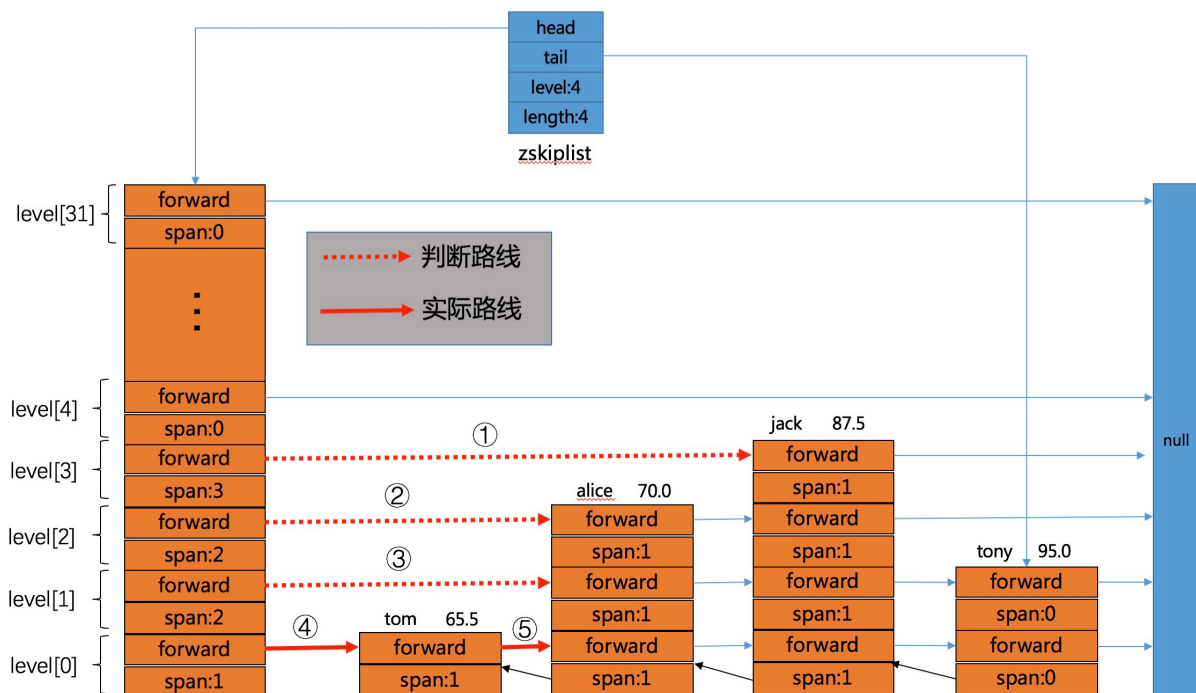 head
tail
level:4
length:4
zskiplist
level[31]
forward
span:0
判断路线
实际路线
level[4]
forward
span:0
null
level[3]
forward
span:3
①
jack 87.5
forward
span:1
level[2]
forward
span:2
②
alice 70.0
forward
span:1
forward
span:1
level[1]
forward
span:2
③
forward
span:1
forward
span:1
tony 95.0
forward
span:0
level[0]
forward
span:1
④
tom 65.5
forward
span:1
⑤
forward
span:1
forward
span:1
forward
span:0